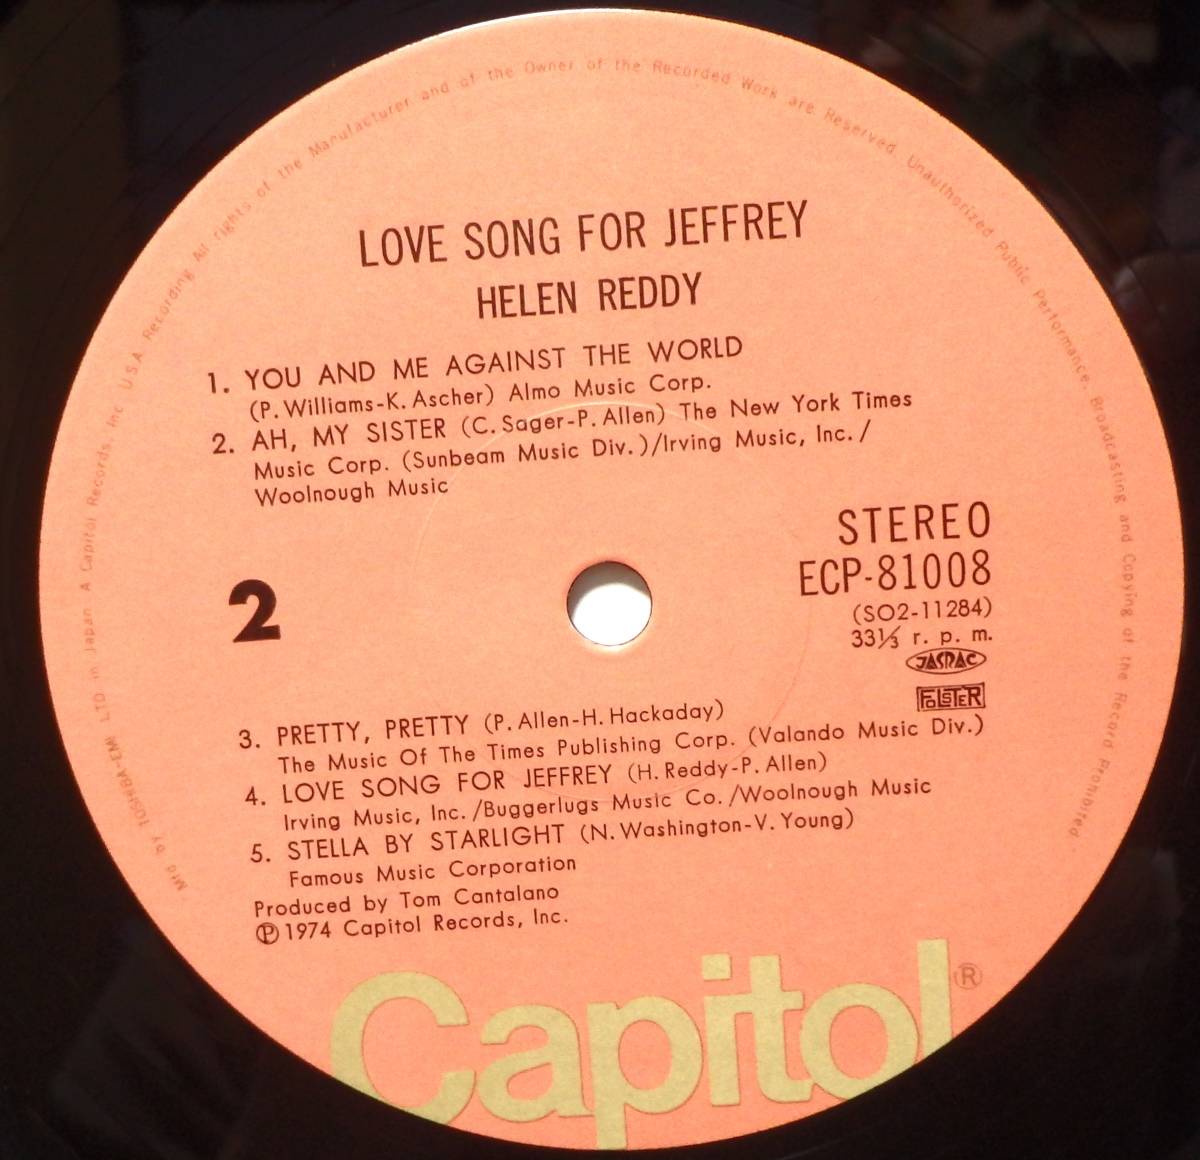 Mfd by TOSHIBA-EMI LTD in Japan A Capitol Records, Inc. U.S.A. Recording All rights of the Manufacturer and of the Owner of the Recorded Work are Reserved Unauthorized Public Performance, Broadcasting and Copying of the Record Prohibited.
LOVE SONG FOR JEFFREY
HELEN REDDY
1. YOU AND ME AGAINST THE WORLD
(P. Williams-K. Ascher) Almo Music Corp.
2. AH, MY SISTER (C. Sager-P. Allen) The New York Times
Music Corp. (Sunbeam Music Div.)/Irving Music, Inc./
Woolnough Music
STEREO
2
ECP-81008
(SO2-11284)
33⅓ r. p. m.
JASRAC
FOLSTER
3. PRETTY, PRETTY (P. Allen-H. Hackaday)
The Music Of The Times Publishing Corp. (Valando Music Div.)
4. LOVE SONG FOR JEFFREY (H. Reddy-P. Allen)
Irving Music, Inc. /Buggerlugs Music Co. /Woolnough Music
5. STELLA BY STARLIGHT (N. Washington-V. Young)
Famous Music Corporation
Produced by Tom Cantalano
℗ 1974 Capitol Records, Inc.
Capitol®